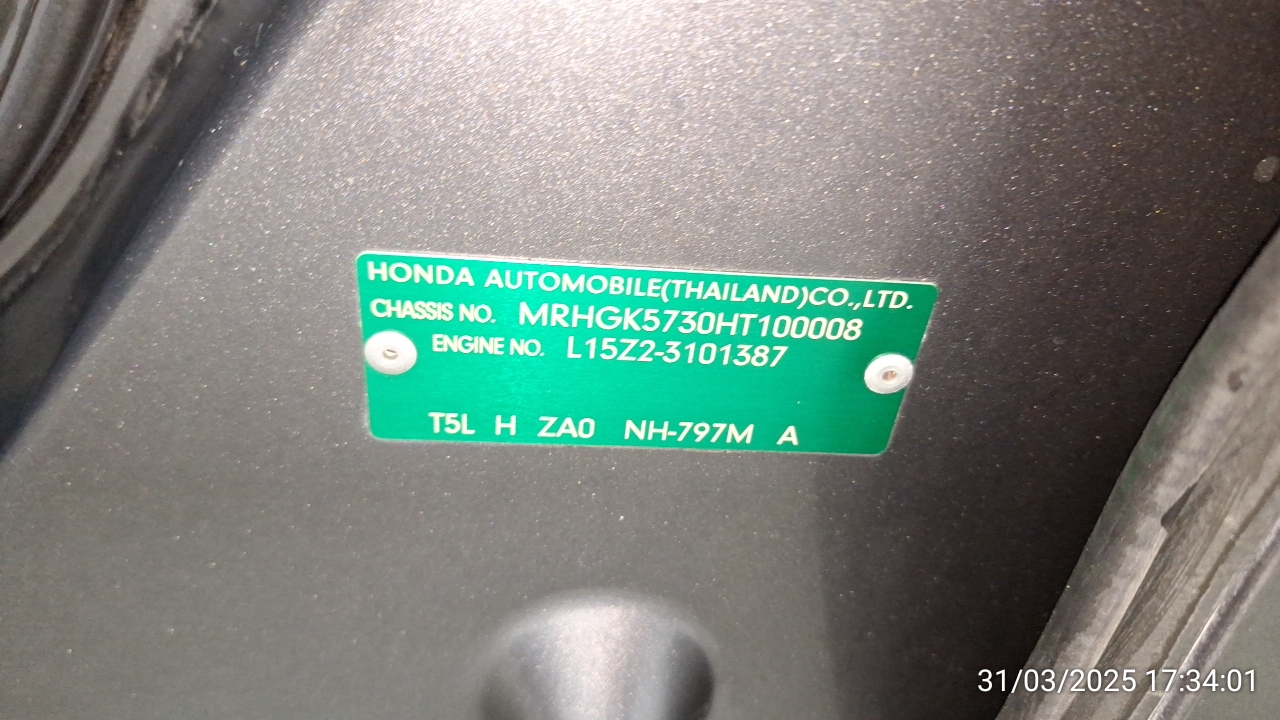 HONDA AUTOMOBILE(THAILAND)CO.,LTD.
CHASSIS NO. MRHGK5730HT100008
ENGINE NO. L15Z2-3101387
T5L H ZA0 NH-797M A
31/03/2025 17:34:01